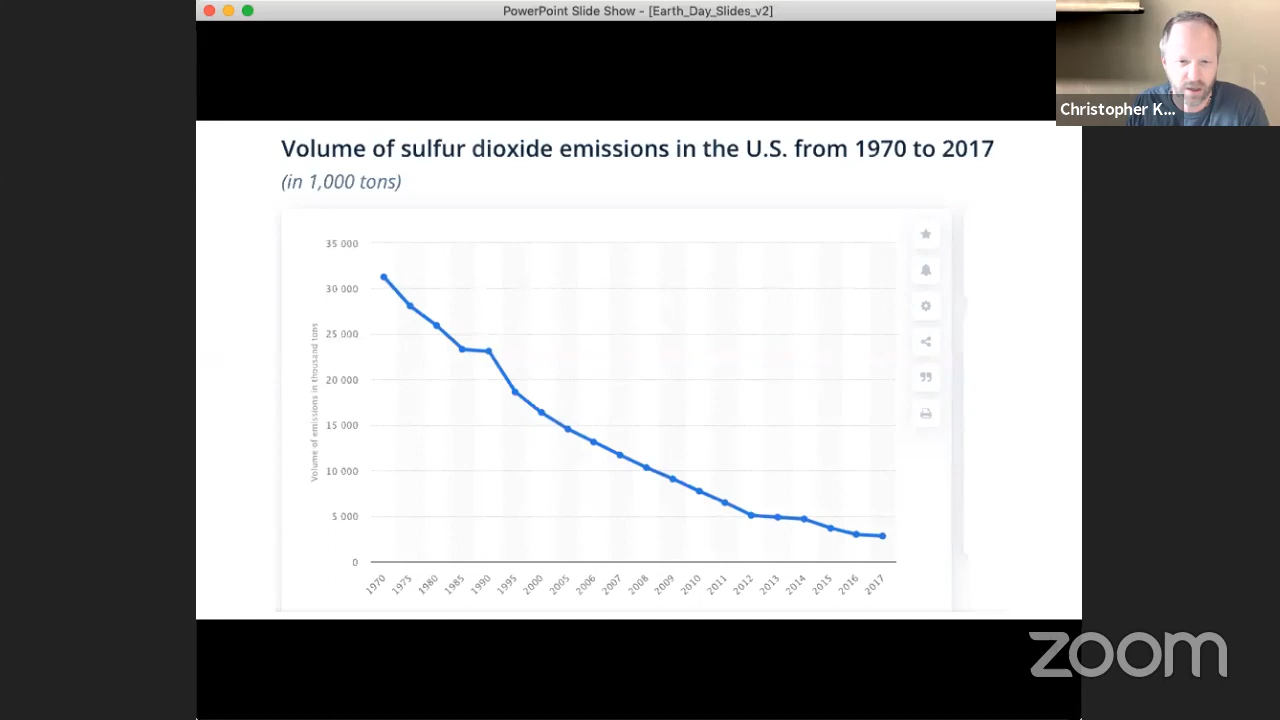 PowerPoint Slide Show - [Earth_Day_Slides_v2]
Christopher K...
Volume of sulfur dioxide emissions in the U.S. from 1970 to 2017
(in 1,000 tons)
Volume of emissions in thousand tons
35 000
30 000
25 000
20 000
15 000
10 000
5 000
0
1970 1975 1980 1985 1990 1995 2000 2005 2006 2007 2008 2009 2010 2011 2012 2013 2014 2015 2016 2017
zoom